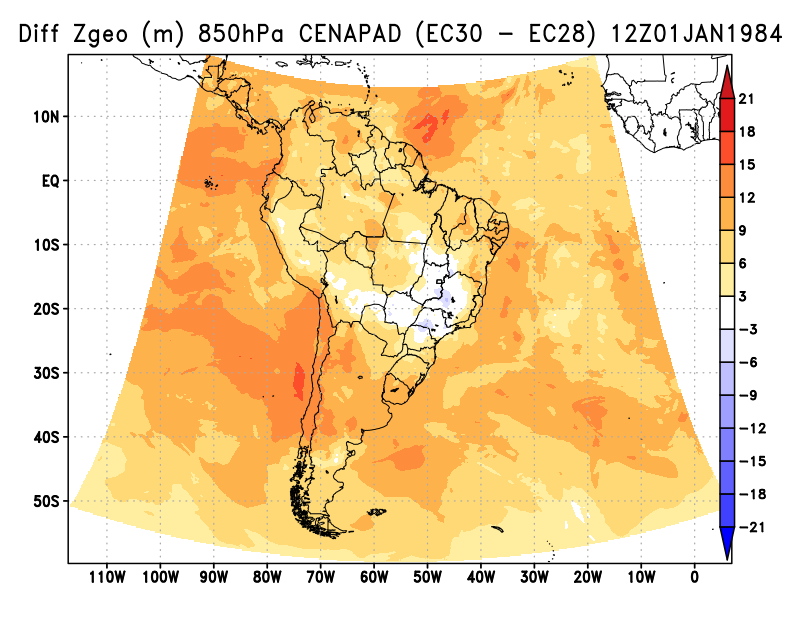 Diff Zgeo (m) 850hPa CENAPAD (EC30 − EC28) 12Z01JAN1984
21
18
15
12
9
6
3
−3
−6
−9
−12
−15
−18
−21
10N
EQ
10S
20S
30S
40S
50S
110W 100W 90W 80W 70W 60W 50W 40W 30W 20W 10W 0